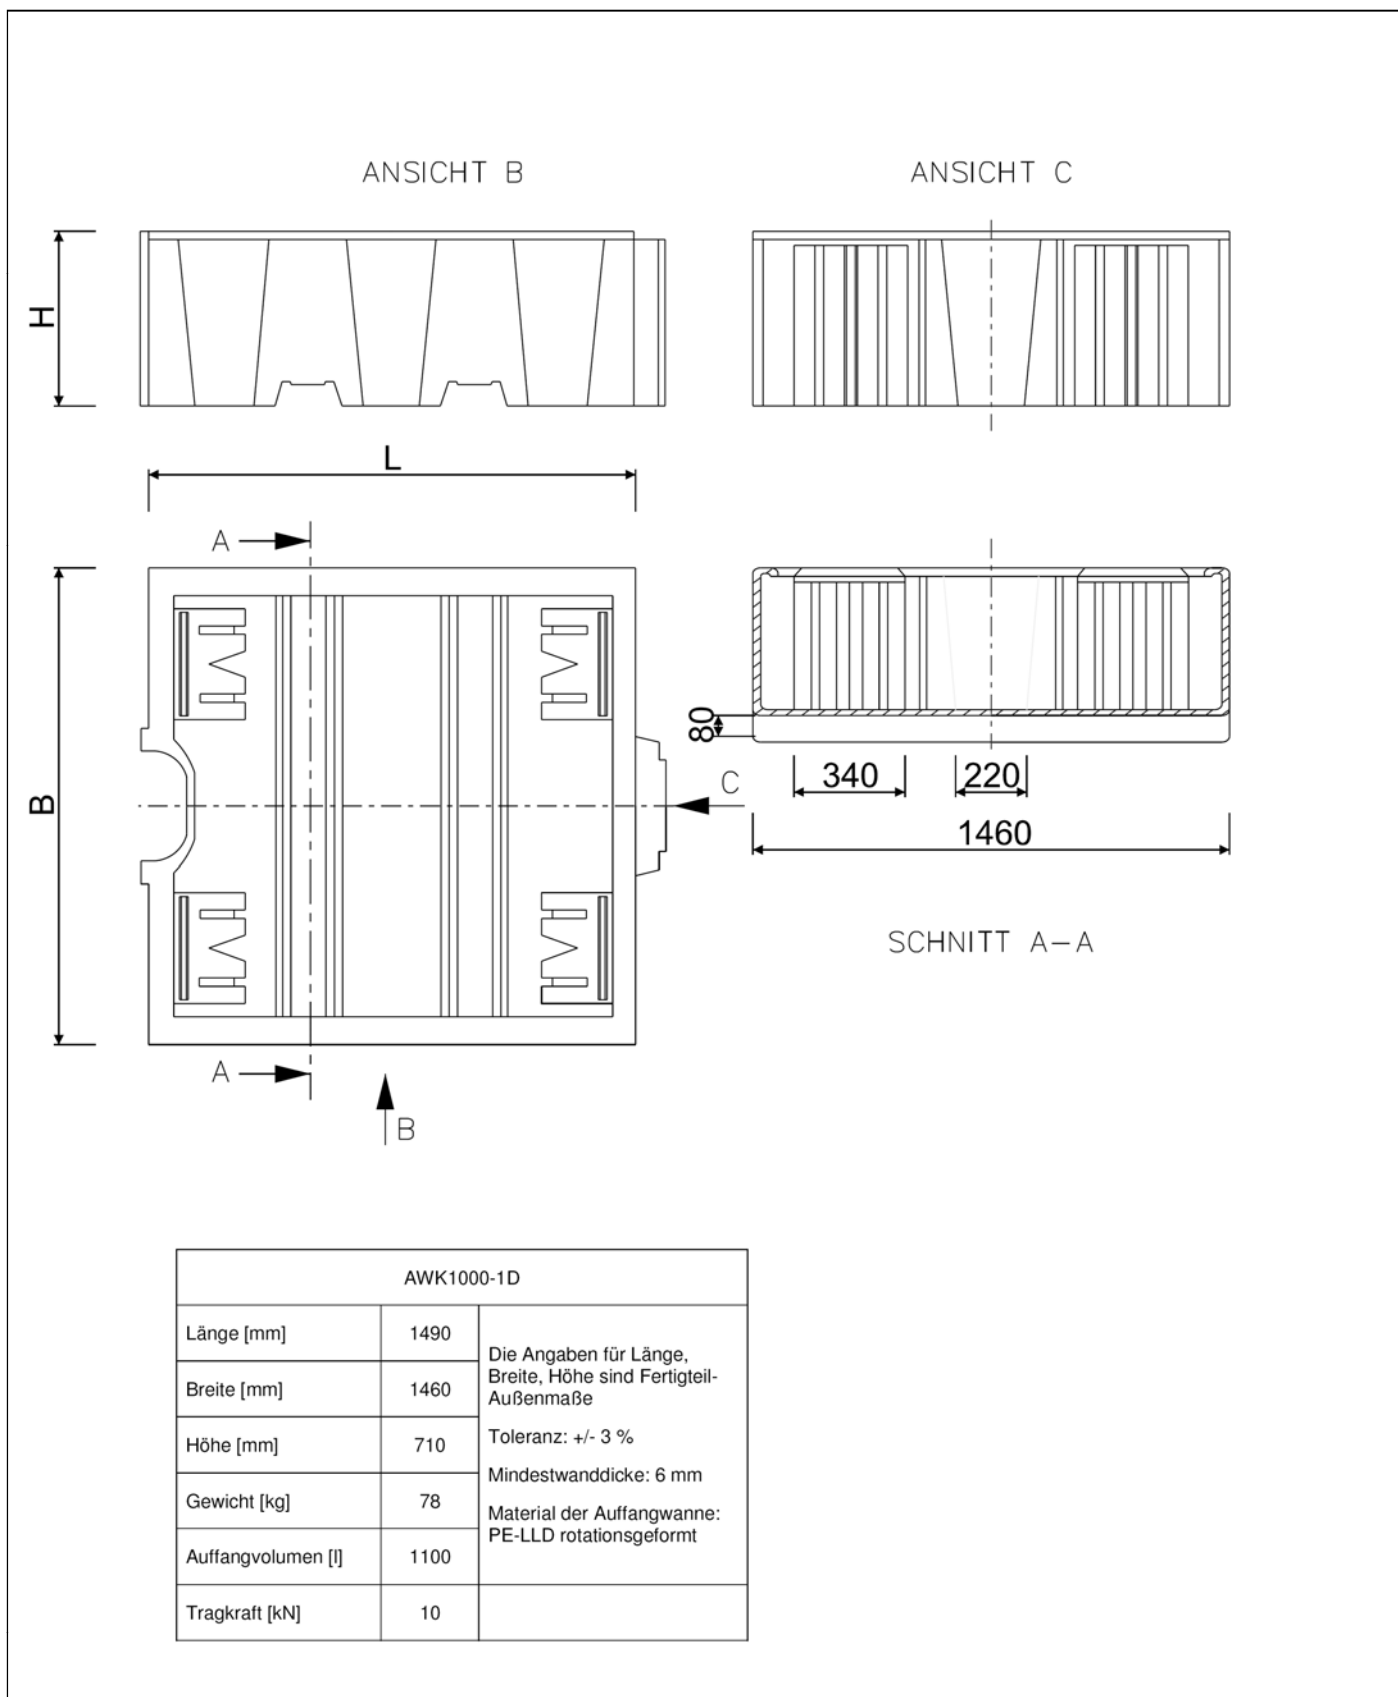 ANSICHT B
ANSICHT C
H
L
A
B
C
80
340
220
1460
SCHNITT A-A
A
B
AWK1000-1D
Länge [mm] 1490
Breite [mm] 1460
Höhe [mm] 710
Gewicht [kg] 78
Auffangvolumen [l] 1100
Tragkraft [kN] 10
Die Angaben für Länge,
Breite, Höhe sind Fertigteil-
Außenmaße
Toleranz: +/- 3 %
Mindestwanddicke: 6 mm
Material der Auffangwanne:
PE-LLD rotationsgeformt